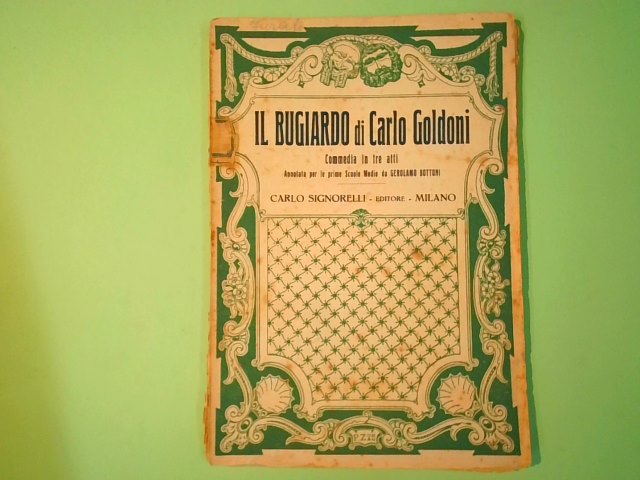 IL BUGIARDO di Carlo Goldoni
Commedia in tre atti
Annotata per le prime Scuole Medie da GEROLAMO BOTTONI
CARLO SIGNORELLI - EDITORE - MILANO